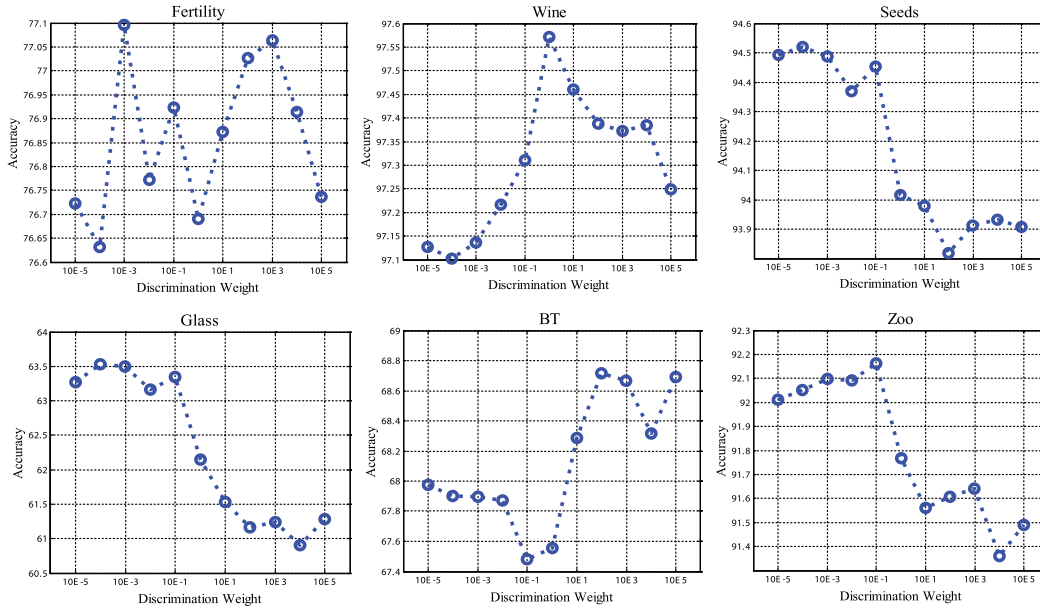 Fertility
77.1
77.05
77
76.95
76.9
76.85
76.8
76.75
76.7
76.65
76.6
Accuracy
10E -5 10E -3 10E -1 10E 1 10E 3 10E 5
Discrimination Weight
Wine
97.6
97.5
97.5
97.4
97.4
97.3
97.3
97.2
97.2
97.1
97.1
Accuracy
10E -5 10E -3 10E -1 10E 1 10E 3 10E 5
Discrimination Weight
Seeds
94.6
94.5
94.4
94.3
94.2
94.1
94
93.9
Accuracy
10E -5 10E -3 10E -1 10E 1 10E 3 10E 5
Discrimination Weight
Glass
64
63.5
63
62.5
62
61.5
61
60.5
Accuracy
10E -5 10E -3 10E -1 10E 1 10E 3 10E 5
Discrimination Weight
BT
69
68.8
68.6
68.4
68.2
68
67.8
67.6
67.4
Accuracy
10E -5 10E -3 10E -1 10E 1 10E 3 10E 5
Discrimination Weight
Zoo
92.3
92.2
92.1
92
91.9
91.8
91.7
91.6
91.5
91.4
Accuracy
10E -5 10E -3 10E -1 10E 1 10E 3 10E 5
Discrimination Weight